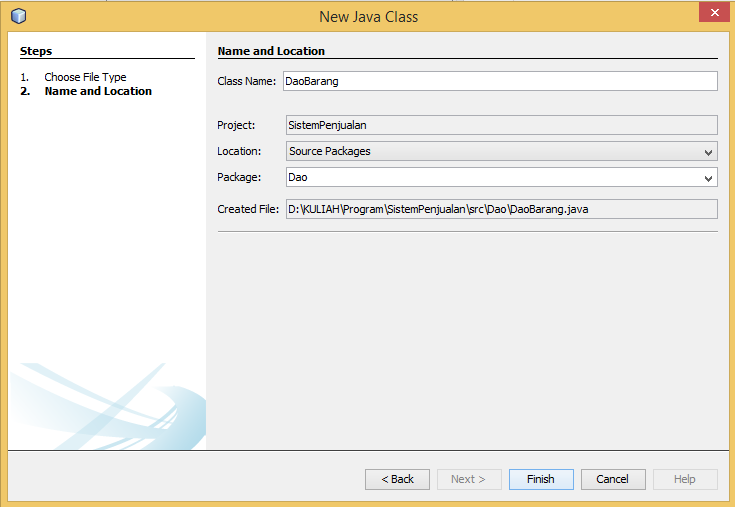 New Java Class
Steps
1. Choose File Type
2. Name and Location
Name and Location
Class Name: DaoBarang
Project: SistemPenjualan
Location: Source Packages
Package: Dao
Created File: D:\KULIAH\Program\SistemPenjualan\src\Dao\DaoBarang.java
< Back Next > Finish Cancel Help